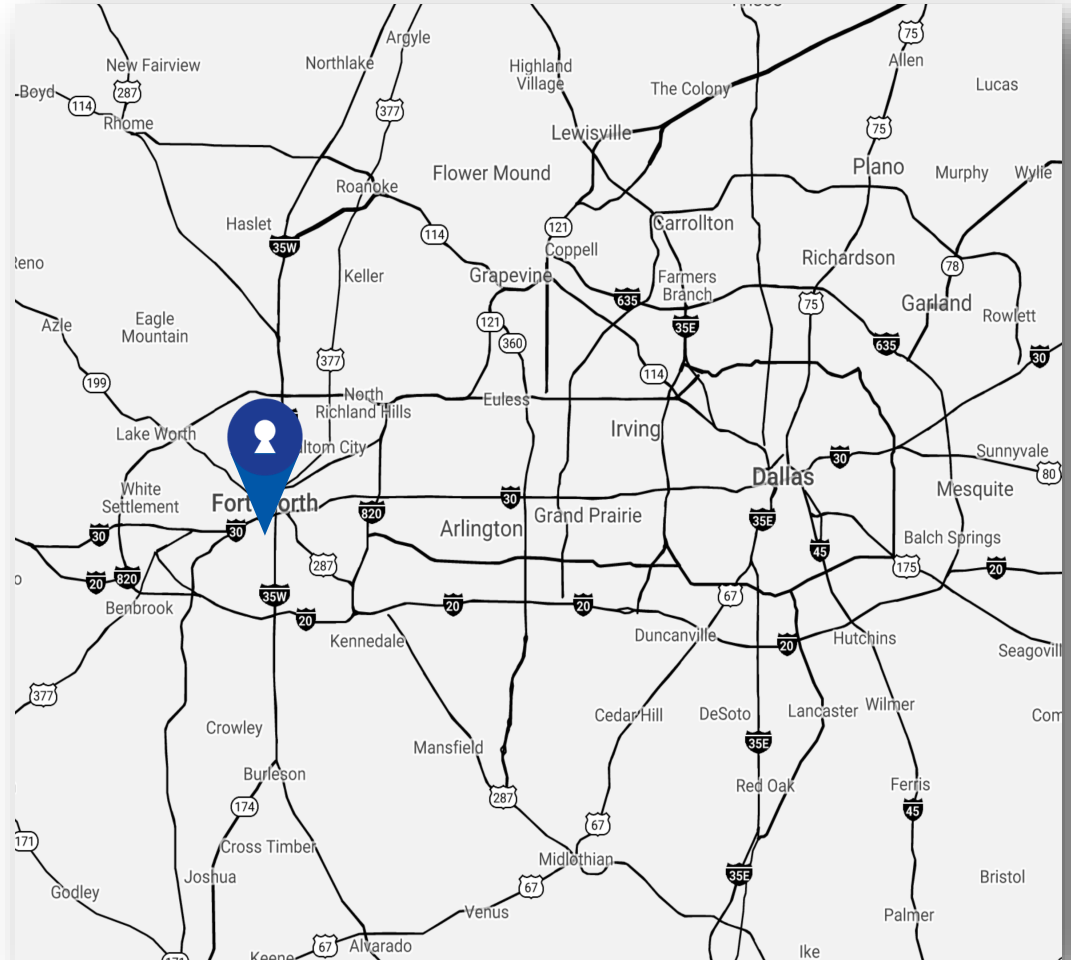 Argyle
75
New Fairview
Northlake
Highland
Village
Allen
Boyd
287
The Colony
Lucas
114
377
Rhome
Lewisville
75
Plano
Flower Mound
Murphy
Wylie
Roanoke
Haslet
121
Carrollton
114
35W
Coppell
Richardson
78
Keller
Grapevine
Farmers
Branch
635
75
Garland
Azle
Eagle
Mountain
121
35E
Rowlett
360
635
377
114
30
199
North
Richland Hills
Euless
Lake Worth
Irving
ltom City
Sunnyvale
30
80
Dallas
White
Settlement
Fort Worth
30
Mesquite
820
35E
Arlington
Grand Prairie
30
30
Balch Springs
45
287
175
20
820
20
35W
67
Benbrook
20
20
20
Kennedale
Duncanville
20
Hutchins
Seagovill
377
Crowley
Cedar Hill
DeSoto
Lancaster
Wilmer
Com
Mansfield
35E
Burleson
Red Oak
Ferris
287
174
45
67
171
Cross Timber
Midlothian
35E
Joshua
Bristol
Godley
67
Venus
Palmer
67
Alvarado
Ike
Keene
171